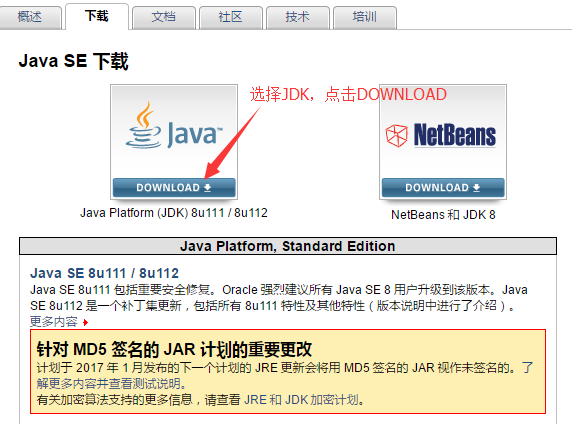 概述 下载 文档 社区 技术 培训
Java SE 下载
选择JDK，点击DOWNLOAD
Java™ NetBeans
DOWNLOAD DOWNLOAD
Java Platform (JDK) 8u111 / 8u112 NetBeans 和 JDK 8
Java Platform, Standard Edition
Java SE 8u111 / 8u112
Java SE 8u111 包括重要安全修复。Oracle 强烈建议所有 Java SE 8 用户升级到该版本。Java
SE 8u112 是一个补丁集更新，包括所有 8u111 特性及其他特性（版本说明中进行了介绍）。
更多内容
针对 MD5 签名的 JAR 计划的重要更改
计划于 2017 年 1 月发布的下一个计划的 JRE 更新会将用 MD5 签名的 JAR 视作未签名的。了
解更多内容并查看测试说明。
有关加密算法支持的更多信息，请查看 JRE 和 JDK 加密计划。